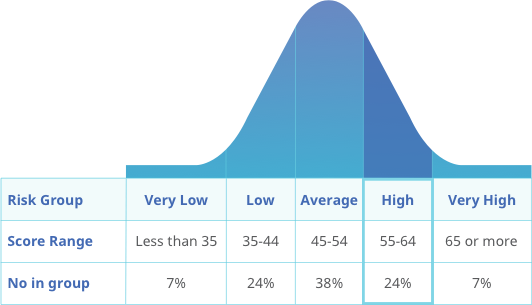 Risk Group Very Low Low Average High Very High
Score Range Less than 35 35-44 45-54 55-64 65 or more
No in group 7% 24% 38% 24% 7%